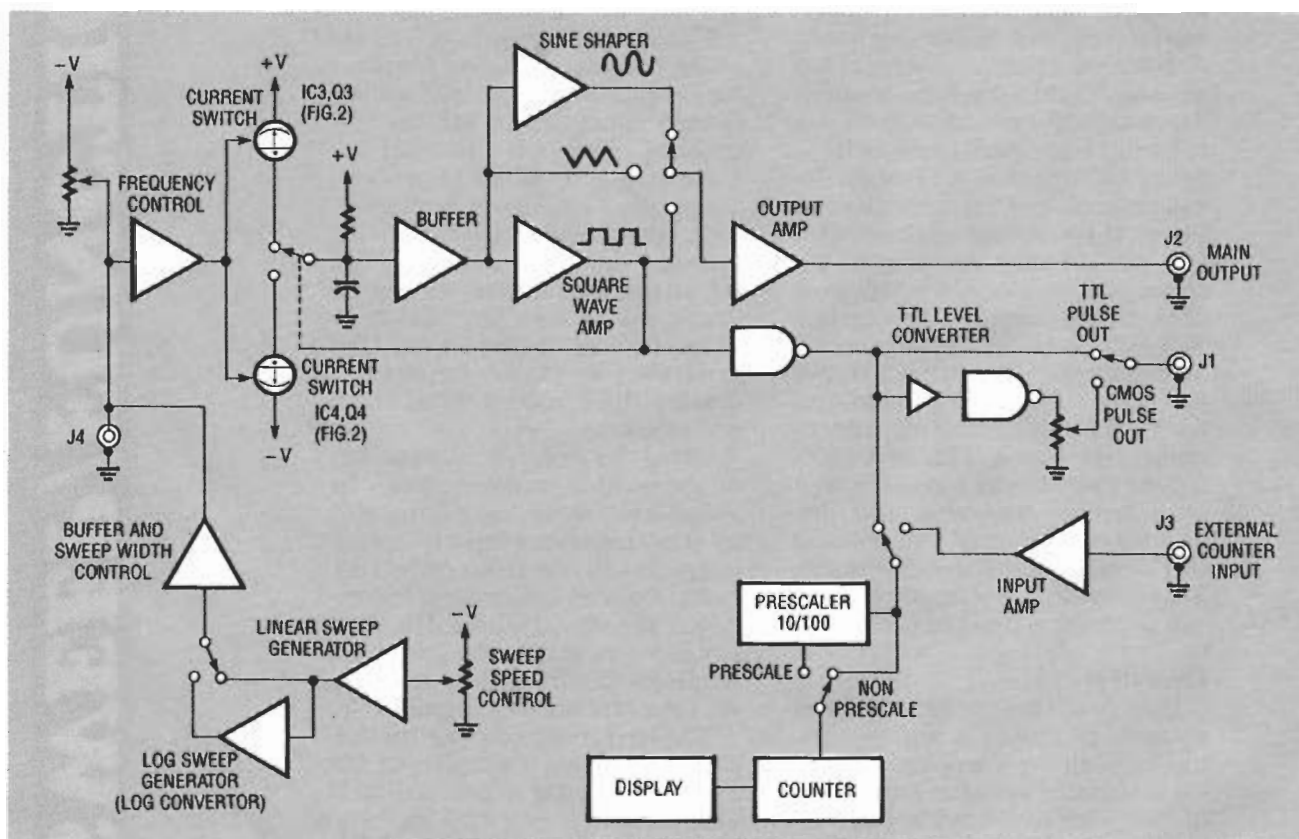 SINE SHAPER
–V
+V
CURRENT
SWITCH
IC3,Q3
(FIG.2)
+V
FREQUENCY
CONTROL
BUFFER
OUTPUT
AMP
J2
MAIN
OUTPUT
SQUARE
WAVE
AMP
TTL LEVEL
CONVERTER
TTL
PULSE
OUT
J1
CURRENT
SWITCH
IC4,Q4
(FIG.2)
CMOS
PULSE
OUT
J4
–V
BUFFER AND
SWEEP WIDTH
CONTROL
J3
EXTERNAL
COUNTER
INPUT
INPUT
AMP
PRESCALER
10/100
LINEAR SWEEP
GENERATOR
–V
SWEEP
SPEED
CONTROL
PRESCALE
NON
PRESCALE
LOG SWEEP
GENERATOR
(LOG CONVERTOR)
DISPLAY
COUNTER